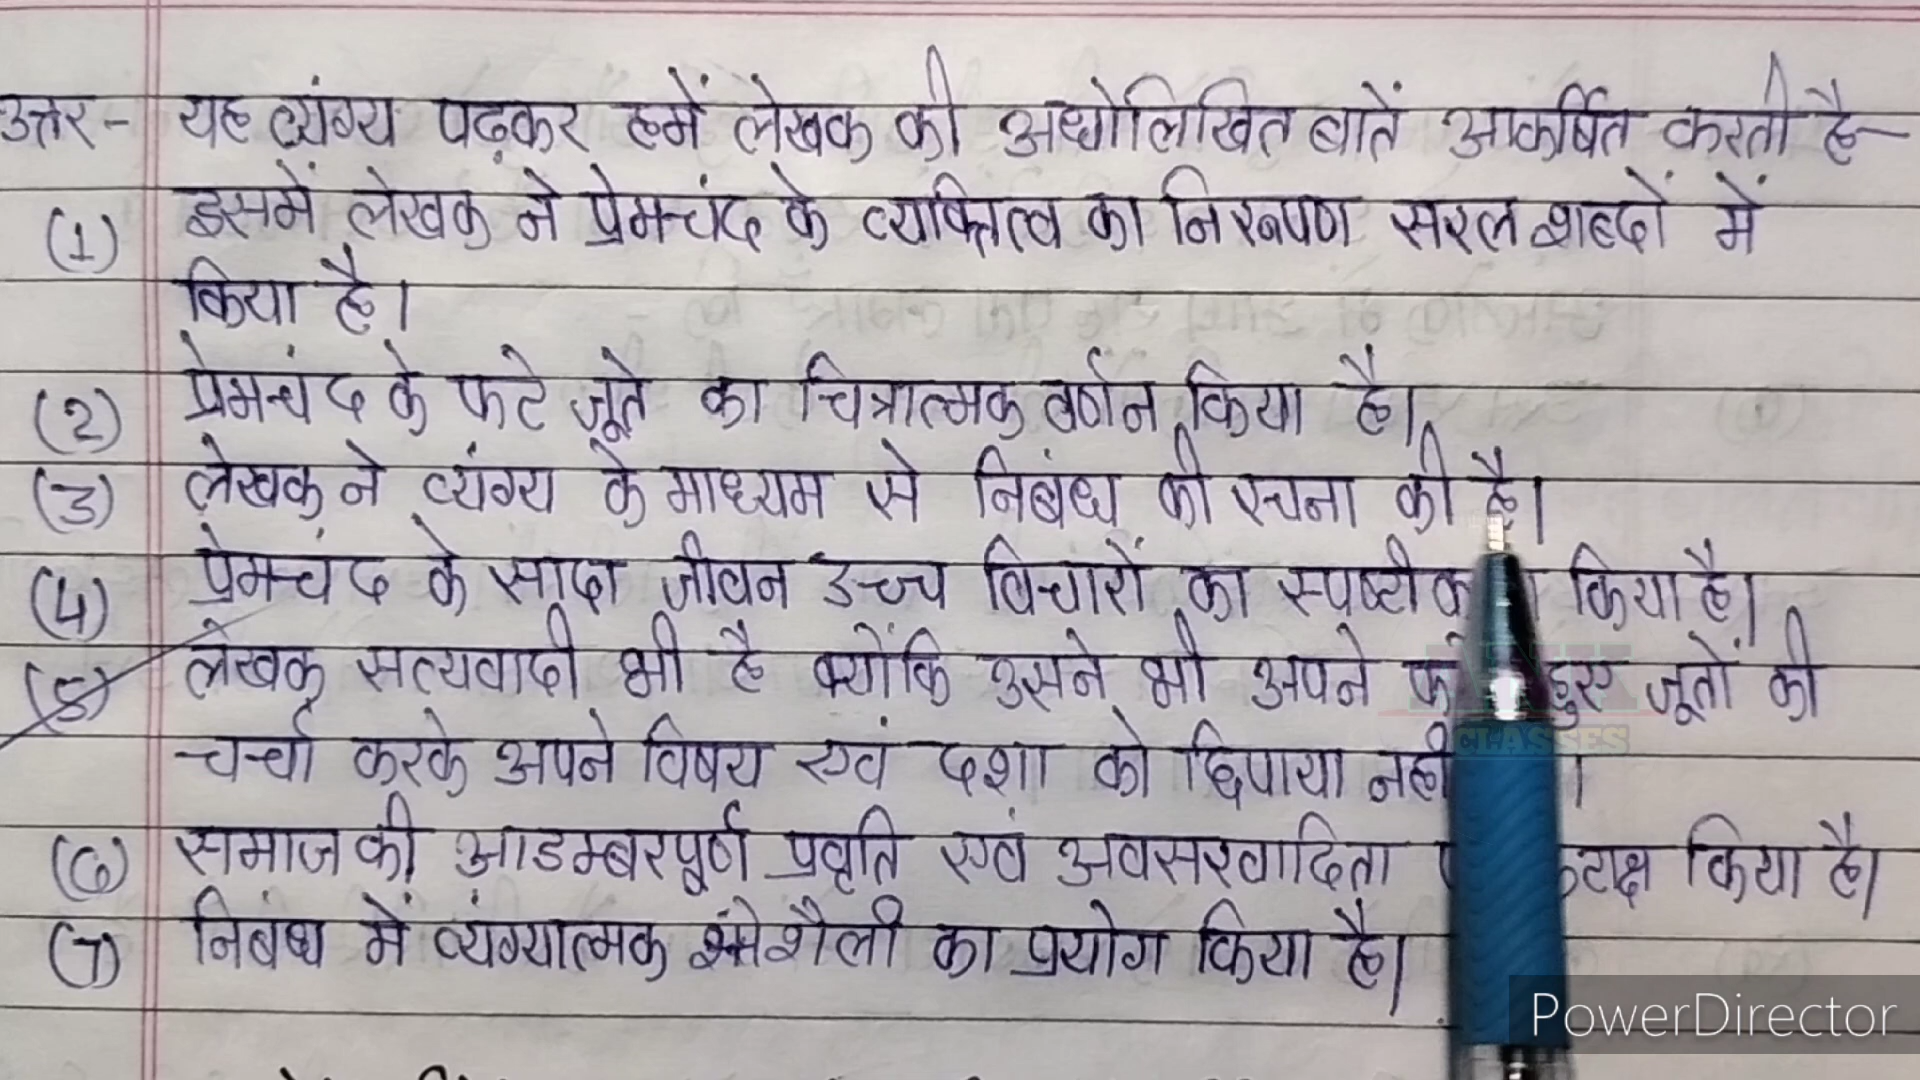 उत्तर- यह व्यंग्य पढ़कर हमें लेखक की अधोलिखित बातें आकर्षित करती है-
(1) इसमें लेखक ने प्रेमचंद के व्यक्तित्व का निरूपण सरल शब्दों में
किया है।
(2) प्रेमचंद के फटे जूते का चित्रात्मक वर्णन किया है।
(3) लेखक ने व्यंग्य के माध्यम से निबंध की रचना की है।
(4) प्रेमचंद के सादा जीवन उच्च विचारों का किया है।
(5) लेखक सत्यवादी भी है क्योंकि उसने भी अपने हुए जूतों की
चर्चा करके अपने विषय एवं दशा को छिपाया नहीं ।
(6) समाज की आडम्बरपूर्ण प्रवृति एवं अवसरवादिता किया है।
(7) निबंध में व्यंग्यात्मक शैली का प्रयोग किया है।
CLASSES
PowerDirector